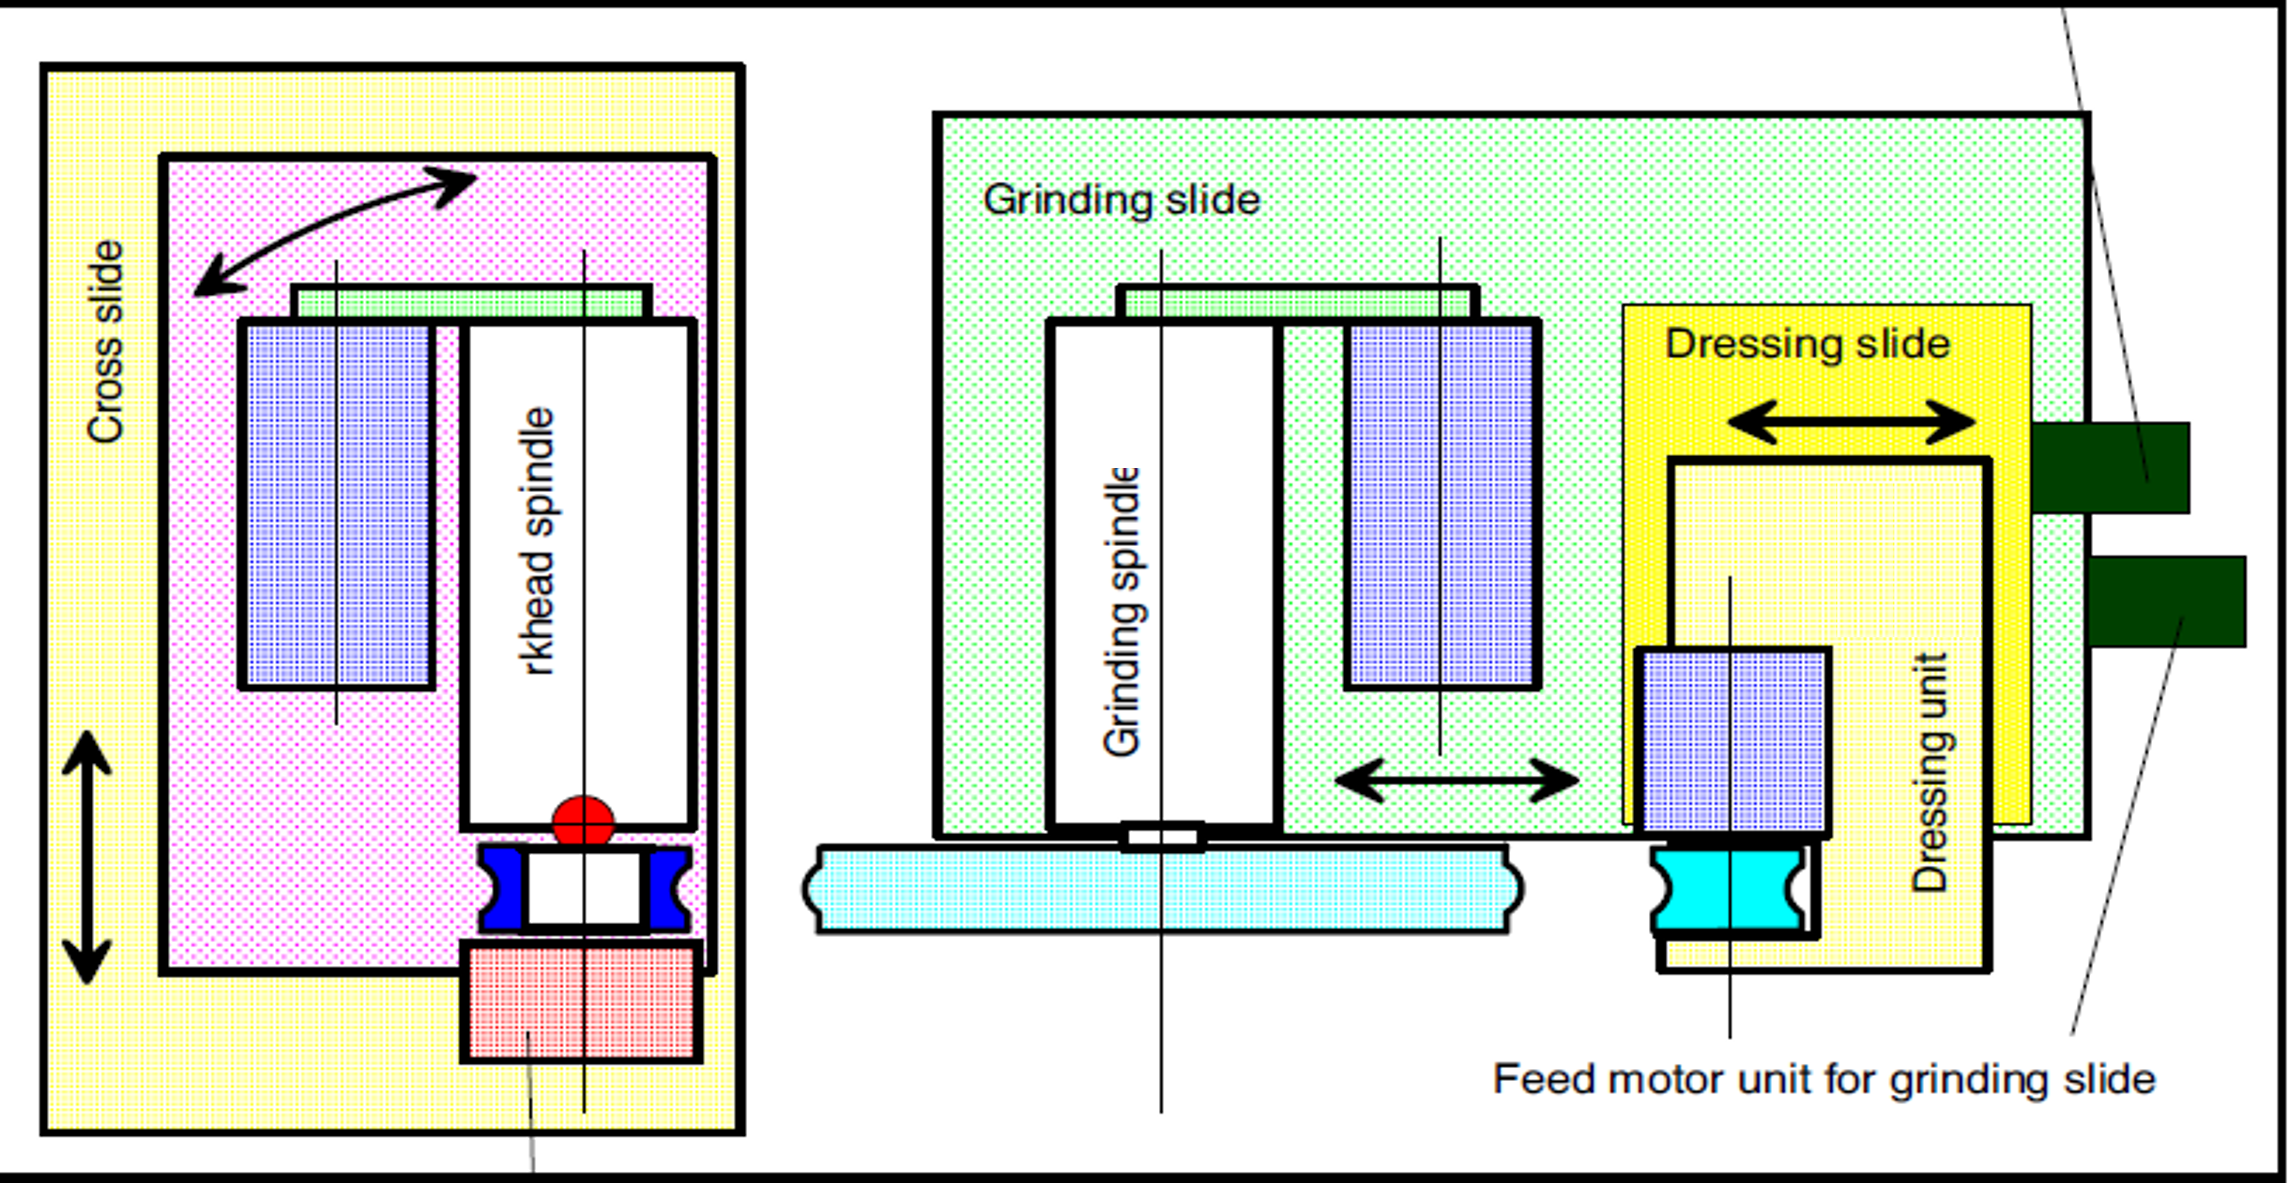 Cross slide
rkhead spindle
Grinding slide
Grinding spindle
Dressing slide
Dressing unit
Feed motor unit for grinding slide